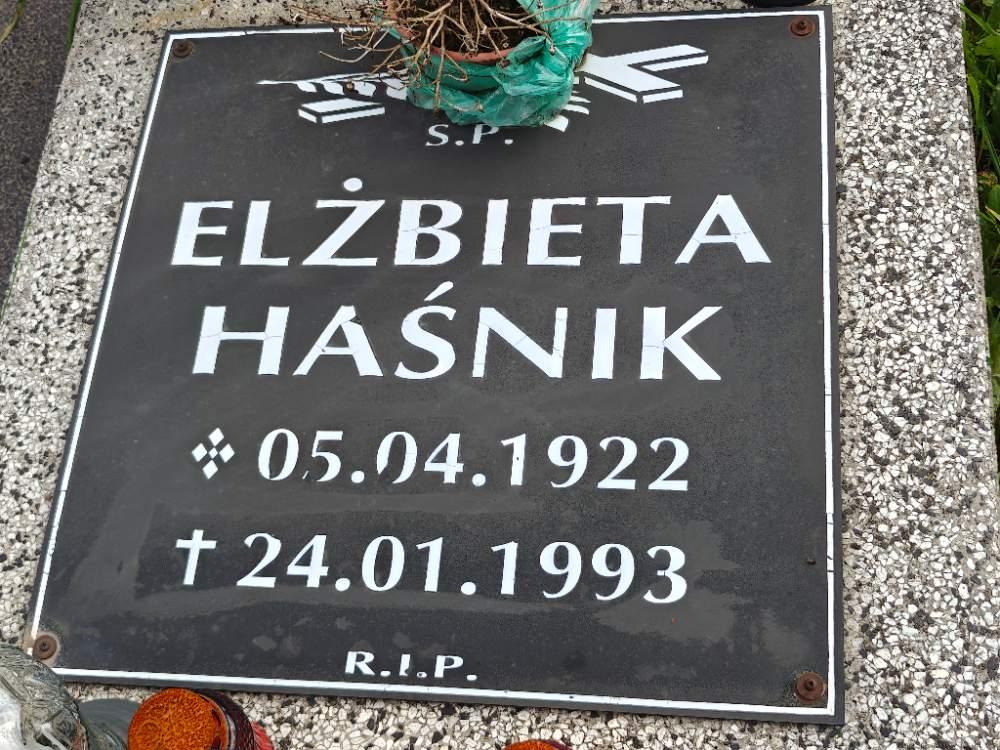 S.P.
ELŻBIETA
HAŚNIK
05.04.1922
24.01.1993
R.I.P.